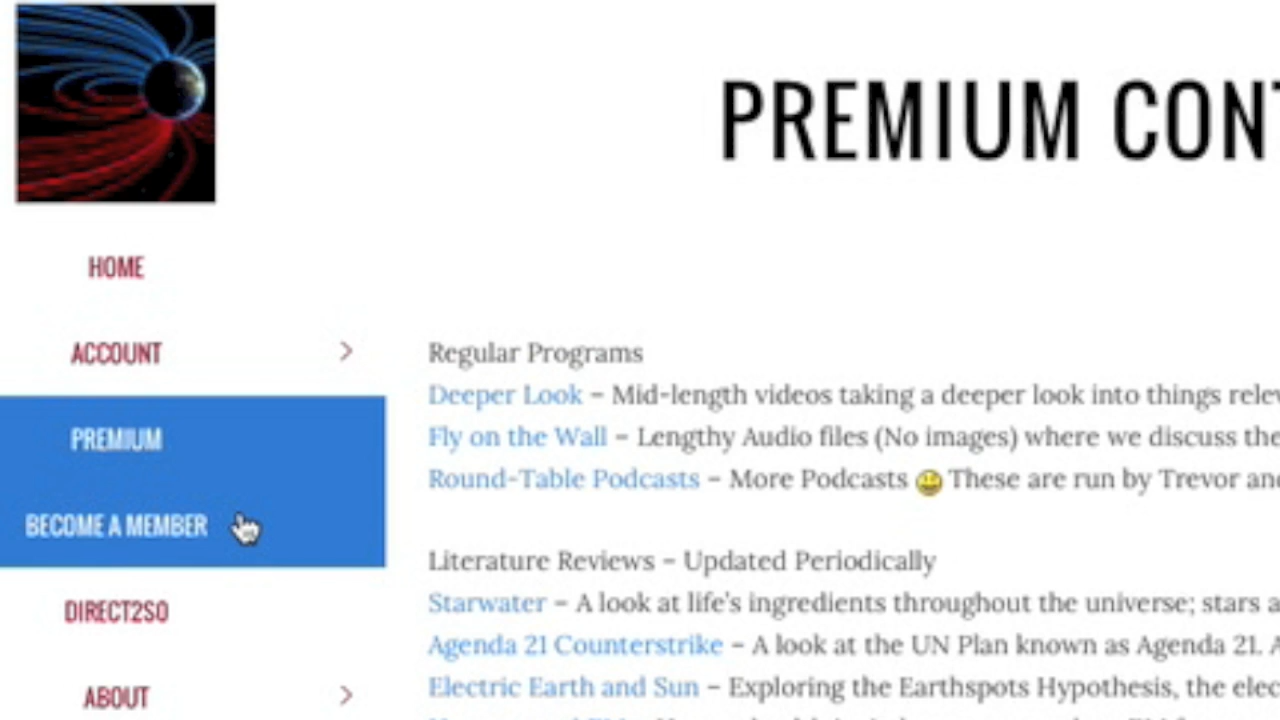 PREMIUM CON
HOME
ACCOUNT
PREMIUM
BECOME A MEMBER
DIRECT2SO
ABOUT
Regular Programs
Deeper Look – Mid-length videos taking a deeper look into things
Fly on the Wall – Lengthy Audio files (No images) where we discuss the
Round-Table Podcasts – More Podcasts These are run by Trevor and
Literature Reviews – Updated Periodically
Starwater – A look at life's ingredients throughout the universe; stars a
Agenda 21 Counterstrike – A look at the UN Plan known as Agenda 21. A
Electric Earth and Sun – Exploring the Earthspots Hypothesis, the elec